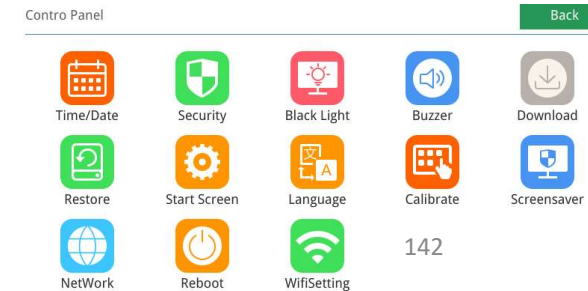 Contro Panel
Back
Time/Date Security Black Light Buzzer Download
Restore Start Screen Language Calibrate Screensaver
文 A
NetWork Reboot WifiSetting 142